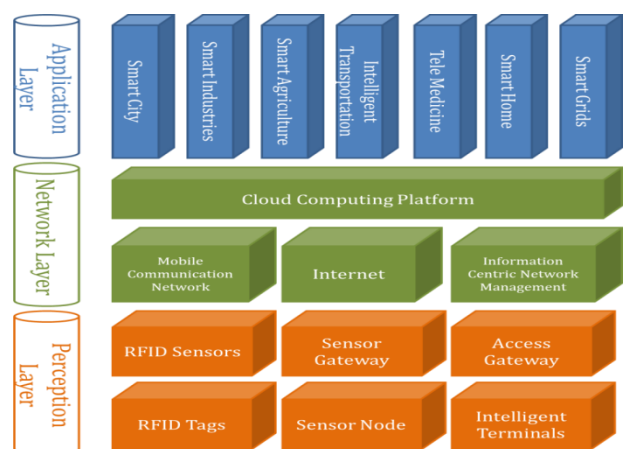 Application
Layer
Smart City
Smart Industries
Smart Agriculture
Intelligent
Transportation
Tele Medicine
Smart Home
Smart Grids
Network Layer
Cloud Computing Platform
Mobile
Communication
Network
Internet
Information
Centric Network
Management
Perception
Layer
RFID Sensors
Sensor
Gateway
Access
Gateway
RFID Tags
Sensor Node
Intelligent
Terminals